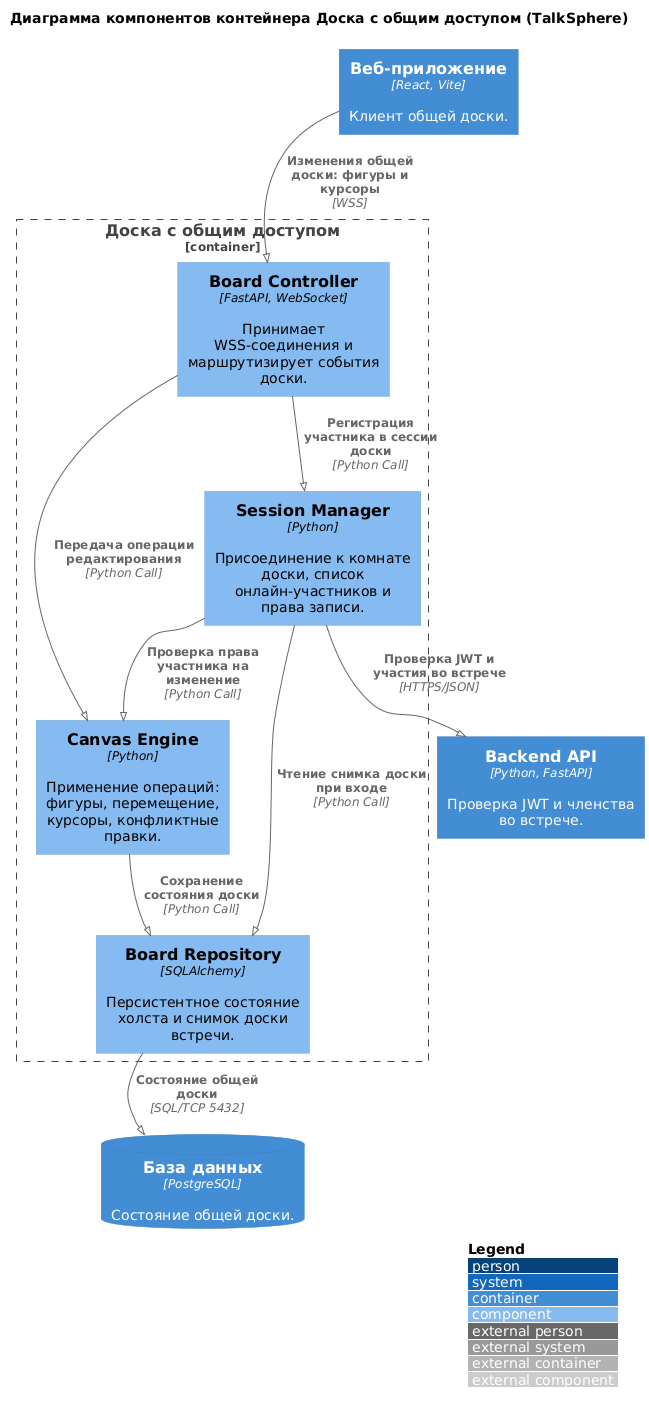 Диаграмма компонентов контейнера Доска с общим доступом (TalkSphere)
Веб-приложение
[React, Vite]
Клиент общей доски.
Изменения общей
доски: фигуры и
курсоры
[WSS]
Доска с общим доступом
[container]
Board Controller
[FastAPI, WebSocket]
Принимает
WSS-соединения и
маршрутизирует события
доски.
Регистрация
участника в сессии
доски
[Python Call]
Session Manager
[Python]
Присоединение к комнате
доски, список
онлайн-участников и
права записи.
Передача операции
редактирования
[Python Call]
Проверка права
участника на
изменение
[Python Call]
Проверка JWT и
участия во встрече
[HTTPS/JSON]
Canvas Engine
[Python]
Применение операций:
фигуры, перемещение,
курсоры, конфликтные
правки.
Чтение снимка доски
при входе
[Python Call]
Backend API
[Python, FastAPI]
Проверка JWT и членства
во встрече.
Сохранение
состояния доски
[Python Call]
Board Repository
[SQLAlchemy]
Персистентное состояние
холста и снимок доски
встречи.
Состояние общей
доски
[SQL/TCP 5432]
База данных
[PostgreSQL]
Состояние общей доски.
Legend
person
system
container
component
external person
external system
external container
external component